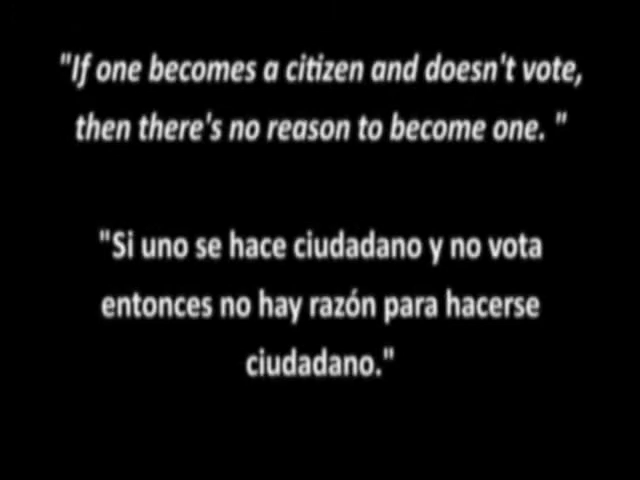 "If one becomes a citizen and doesn't vote,
then there's no reason to become one. "
"Si uno se hace ciudadano y no vota
entonces no hay razón para hacerse
ciudadano."